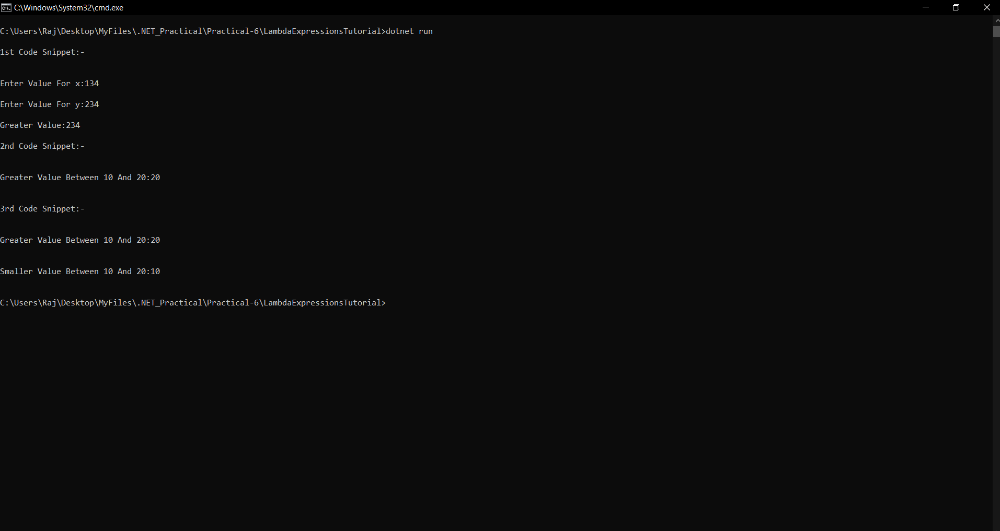 C:\Windows\System32\cmd.exe
C:\Users\Raj\Desktop\MyFiles\.NET_Practical\Practical-6\LambdaExpressionsTutorial>dotnet run
1st Code Snippet:-
Enter Value For x:134
Enter Value For y:234
Greater Value:234
2nd Code Snippet:-
Greater Value Between 10 And 20:20
3rd Code Snippet:-
Greater Value Between 10 And 20:20
Smaller Value Between 10 And 20:10
C:\Users\Raj\Desktop\MyFiles\.NET_Practical\Practical-6\LambdaExpressionsTutorial>